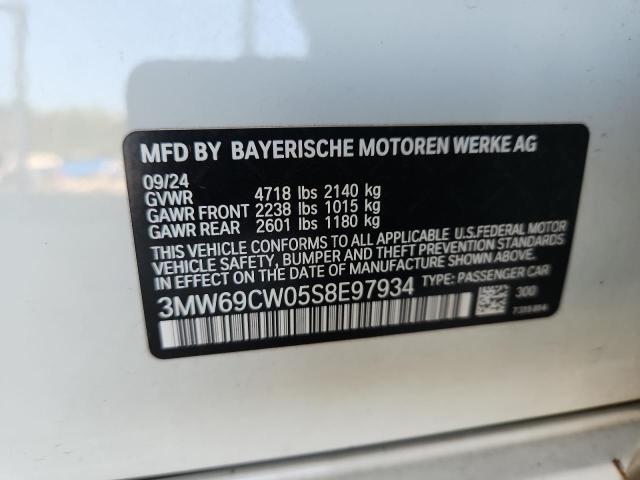 MFD BY BAYERISCHE MOTOREN WERKE AG
09/24
GVWR 4718 lbs 2140 kg
GAWR FRONT 2238 lbs 1015 kg
GAWR REAR 2601 lbs 1180 kg
THIS VEHICLE CONFORMS TO ALL APPLICABLE U.S.FEDERAL MOTOR
VEHICLE SAFETY, BUMPER AND THEFT PREVENTION STANDARDS
IN EFFECT ON THE DATE OF MANUFACTURE SHOWN ABOVE.
3MW69CW05S8E97934 TYPE: PASSENGER CAR
300